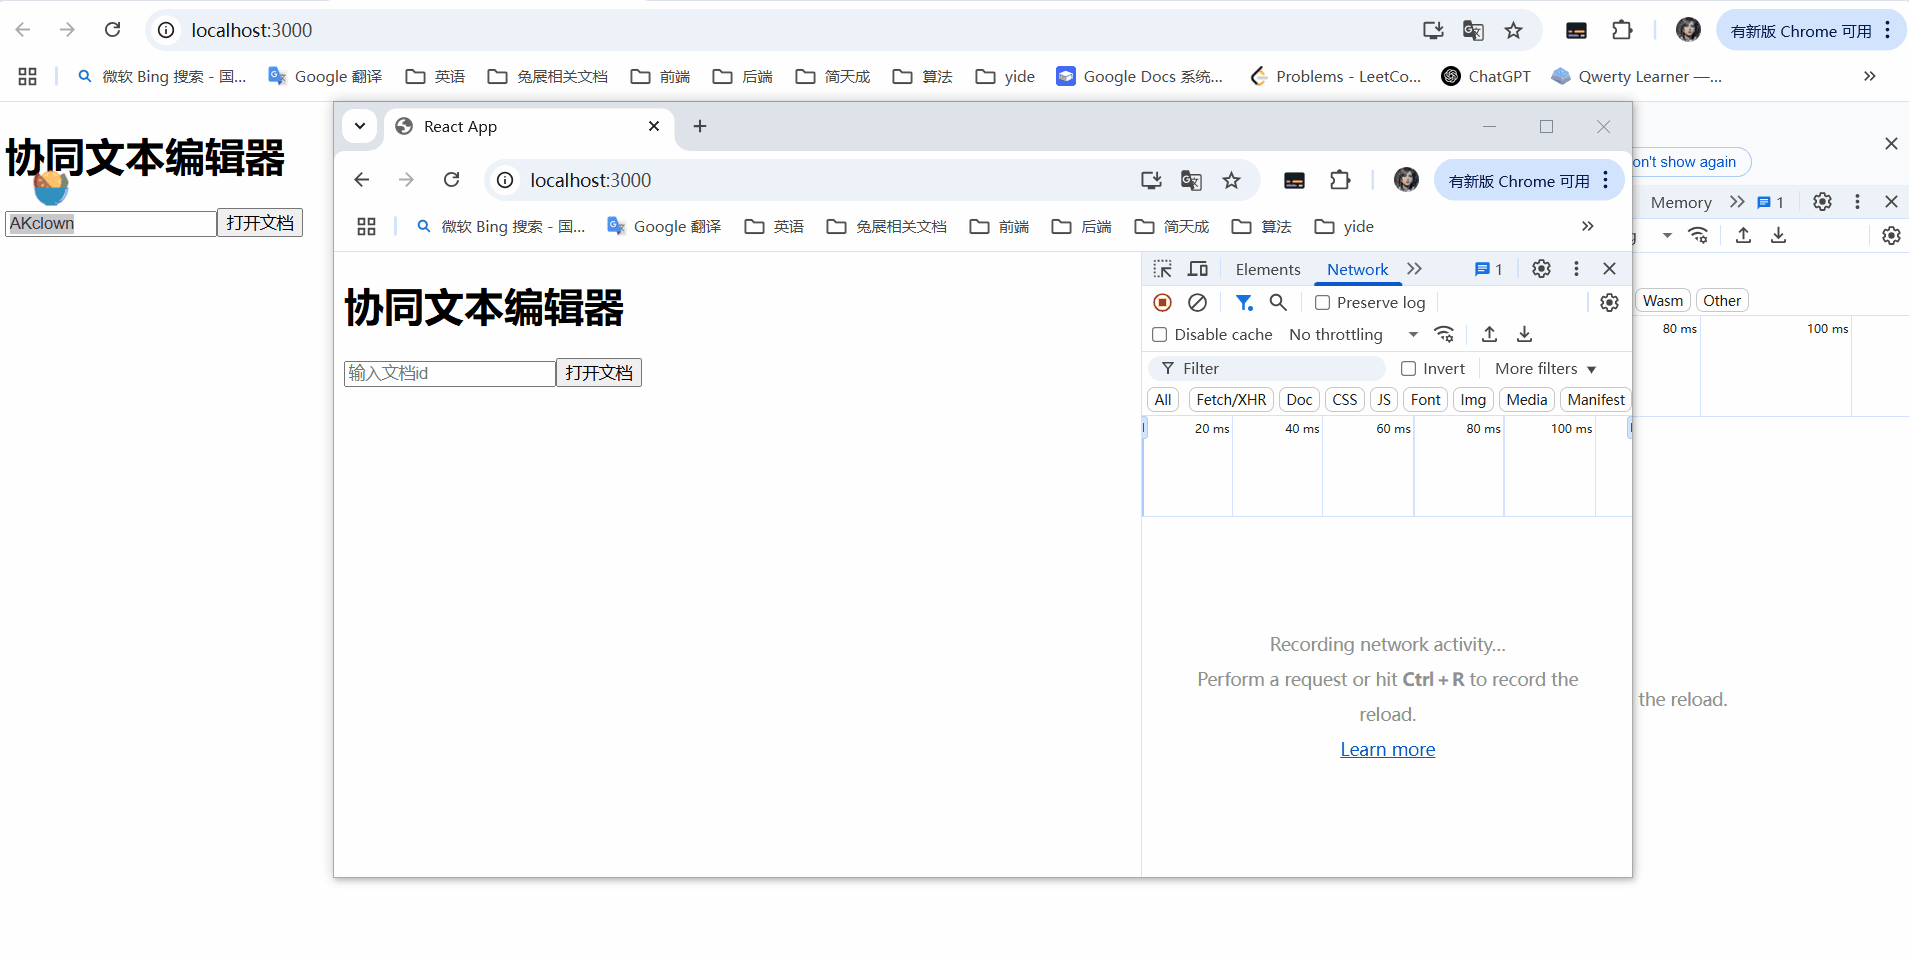 localhost:3000
有新版 Chrome 可用
微软 Bing 搜索 - 国...
Google 翻译
英语
兔展相关文档
前端
后端
简天成
算法
yide
Google Docs 系统...
Problems - LeetCo...
ChatGPT
Qwerty Learner —...
协同文本编辑器
AKclown
打开文档
React App
localhost:3000
有新版 Chrome 可用
微软 Bing 搜索 - 国...
Google 翻译
英语
兔展相关文档
前端
后端
简天成
算法
yide
协同文本编辑器
输入文档id
打开文档
Elements
Network
1
Preserve log
Disable cache
No throttling
Filter
Invert
More filters
All
Fetch/XHR
Doc
CSS
JS
Font
Img
Media
Manifest
20 ms
40 ms
60 ms
80 ms
100 ms
Recording network activity...
Perform a request or hit Ctrl + R to record the
reload.
Learn more
on't show again
Memory
1
Wasm
Other
80 ms
100 ms
the reload.